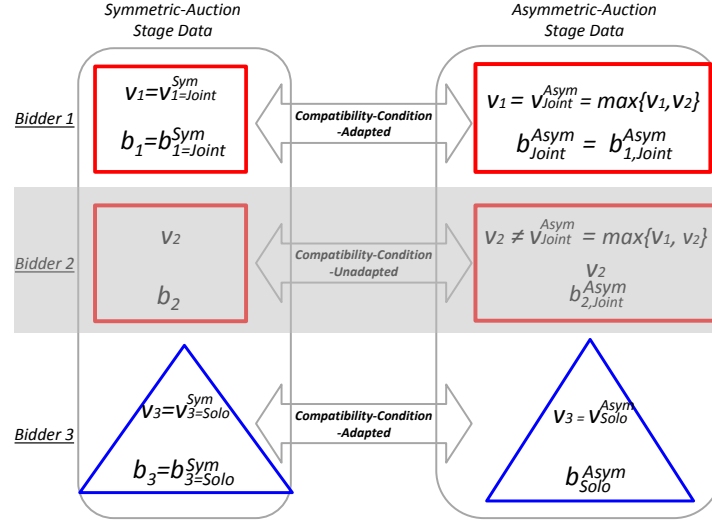 Symmetric-Auction
Stage Data
Asymmetric-Auction
Stage Data
Bidder 1
v₁=v^Sym_1=Joint
b₁=b^Sym_1=Joint
Compatibility-Condition
-Adapted
v₁ = v^Asym_Joint = max{v₁,v₂}
b^Asym_Joint = b^Asym_1,Joint
Bidder 2
v₂
b₂
Compatibility-Condition
-Unadapted
v₂ ≠ v^Asym_Joint = max{v₁, v₂}
v₂
b^Asym_2,Joint
Bidder 3
v₃=v^Sym_3=Solo
b₃=b^Sym_3=Solo
Compatibility-Condition
-Adapted
v₃ = v^Asym_Solo
b^Asym_Solo